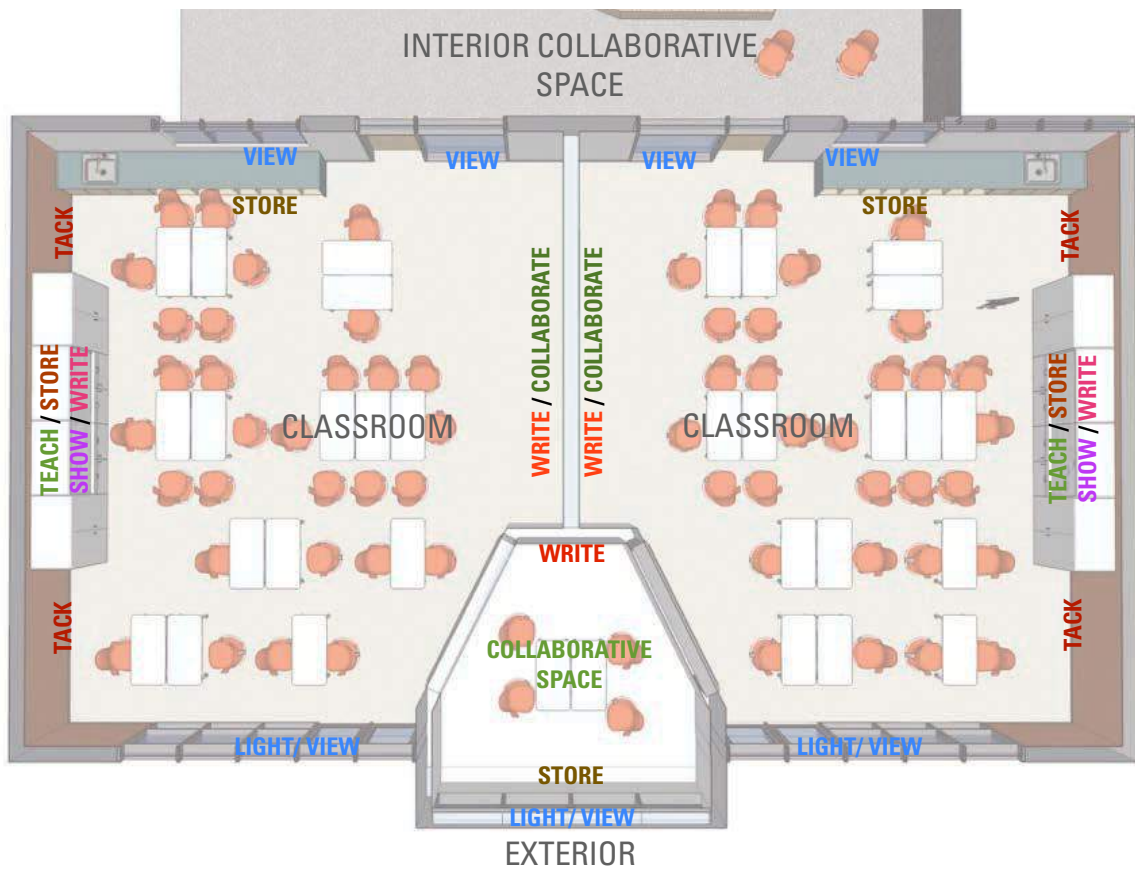 INTERIOR COLLABORATIVE
SPACE
VIEW
VIEW
VIEW
VIEW
STORE
STORE
TACK
TACK
WRITE / COLLABORATE
WRITE / COLLABORATE
TEACH / STORE
SHOW / WRITE
CLASSROOM
CLASSROOM
TEACH / STORE
SHOW / WRITE
WRITE
TACK
TACK
COLLABORATIVE
SPACE
LIGHT/ VIEW
LIGHT/ VIEW
STORE
LIGHT/ VIEW
EXTERIOR